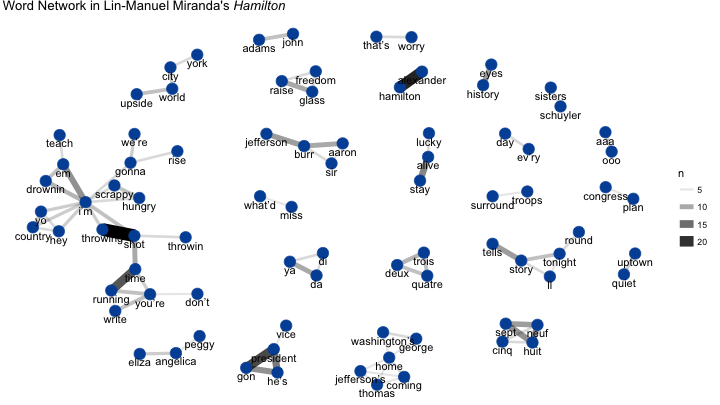 Word Network in Lin-Manuel Miranda's Hamilton
york
city
upside
world
adams
john
that's
worry
freedom
raise
glass
alexander
hamilton
eyes
history
sisters
schuyler
teach
we're
gonna
rise
em
drownin
scrappy
hungry
i'm
yo
country
hey
throwing
shot
throwin
time
running
you're
don't
write
jefferson
burr
aaron
sir
lucky
alive
stay
day
ev'ry
aaa
ooo
what'd
miss
surround
troops
congress
plan
ya
di
da
trois
deux
quatre
tells
story
tonight
round
ll
uptown
quiet
n
5
10
15
20
peggy
eliza
angelica
vice
president
gon
he's
washington's
george
home
jefferson's
coming
thomas
sept
neuf
cinq
huit